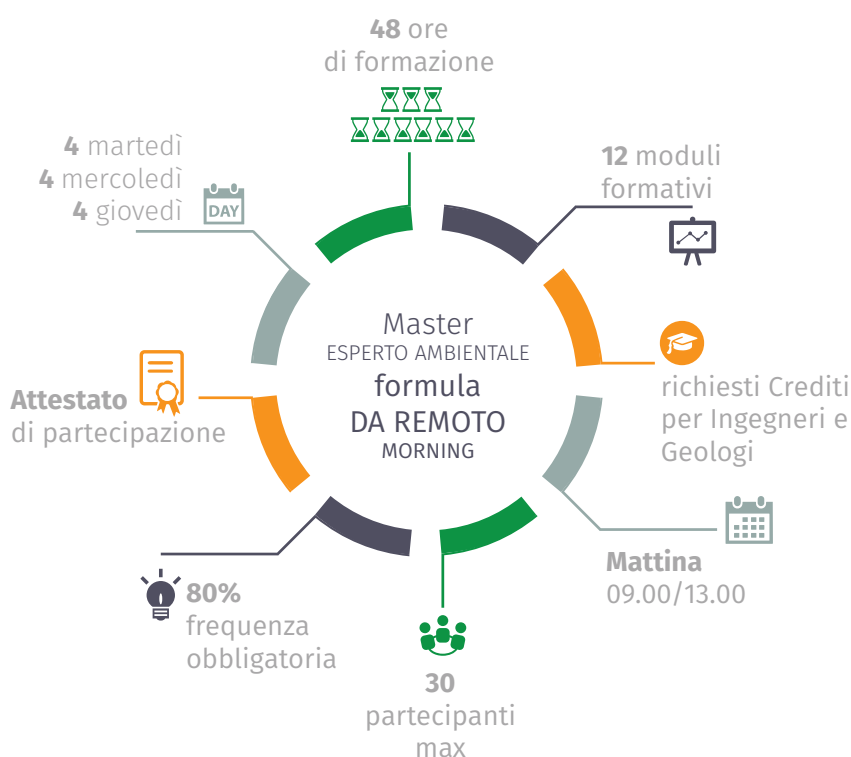 48 ore
di formazione
4 martedì
4 mercoledì
4 giovedì
DAY
12 moduli
formativi
Master
ESPERTO AMBIENTALE
formula
DA REMOTO
MORNING
richiesti Crediti
per Ingegneri e
Geologi
Attestato
di partecipazione
Mattina
09.00/13.00
80%
frequenza
obbligatoria
30
partecipanti
max